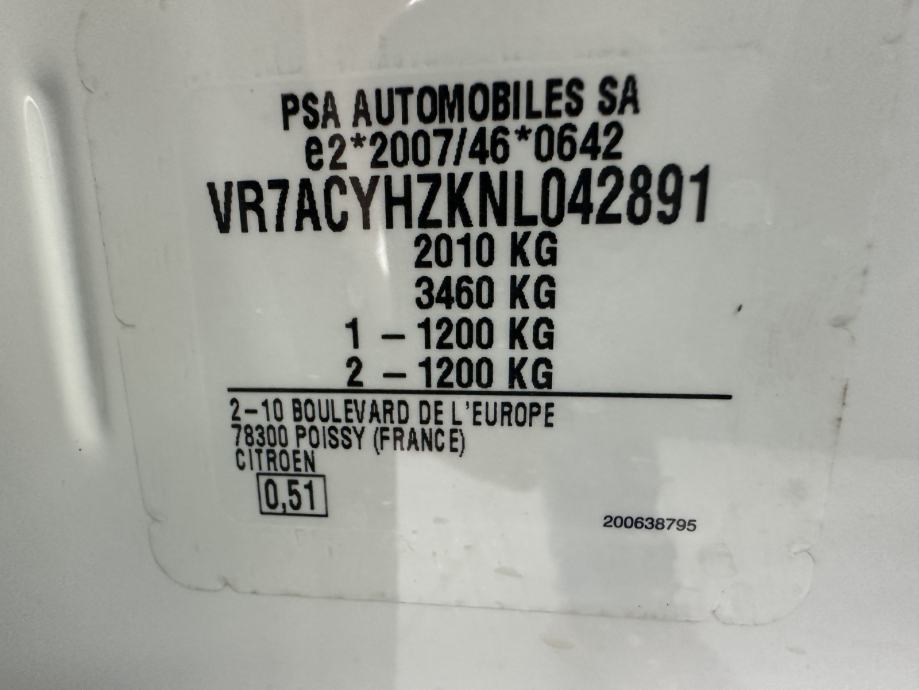 PSA AUTOMOBILES SA
e2*2007/46*0642
VR7ACYHZKNL042891
2010 KG
3460 KG
1 – 1200 KG
2 – 1200 KG
2–10 BOULEVARD DE L'EUROPE
78300 POISSY (FRANCE)
CITROEN
0,51
200638795